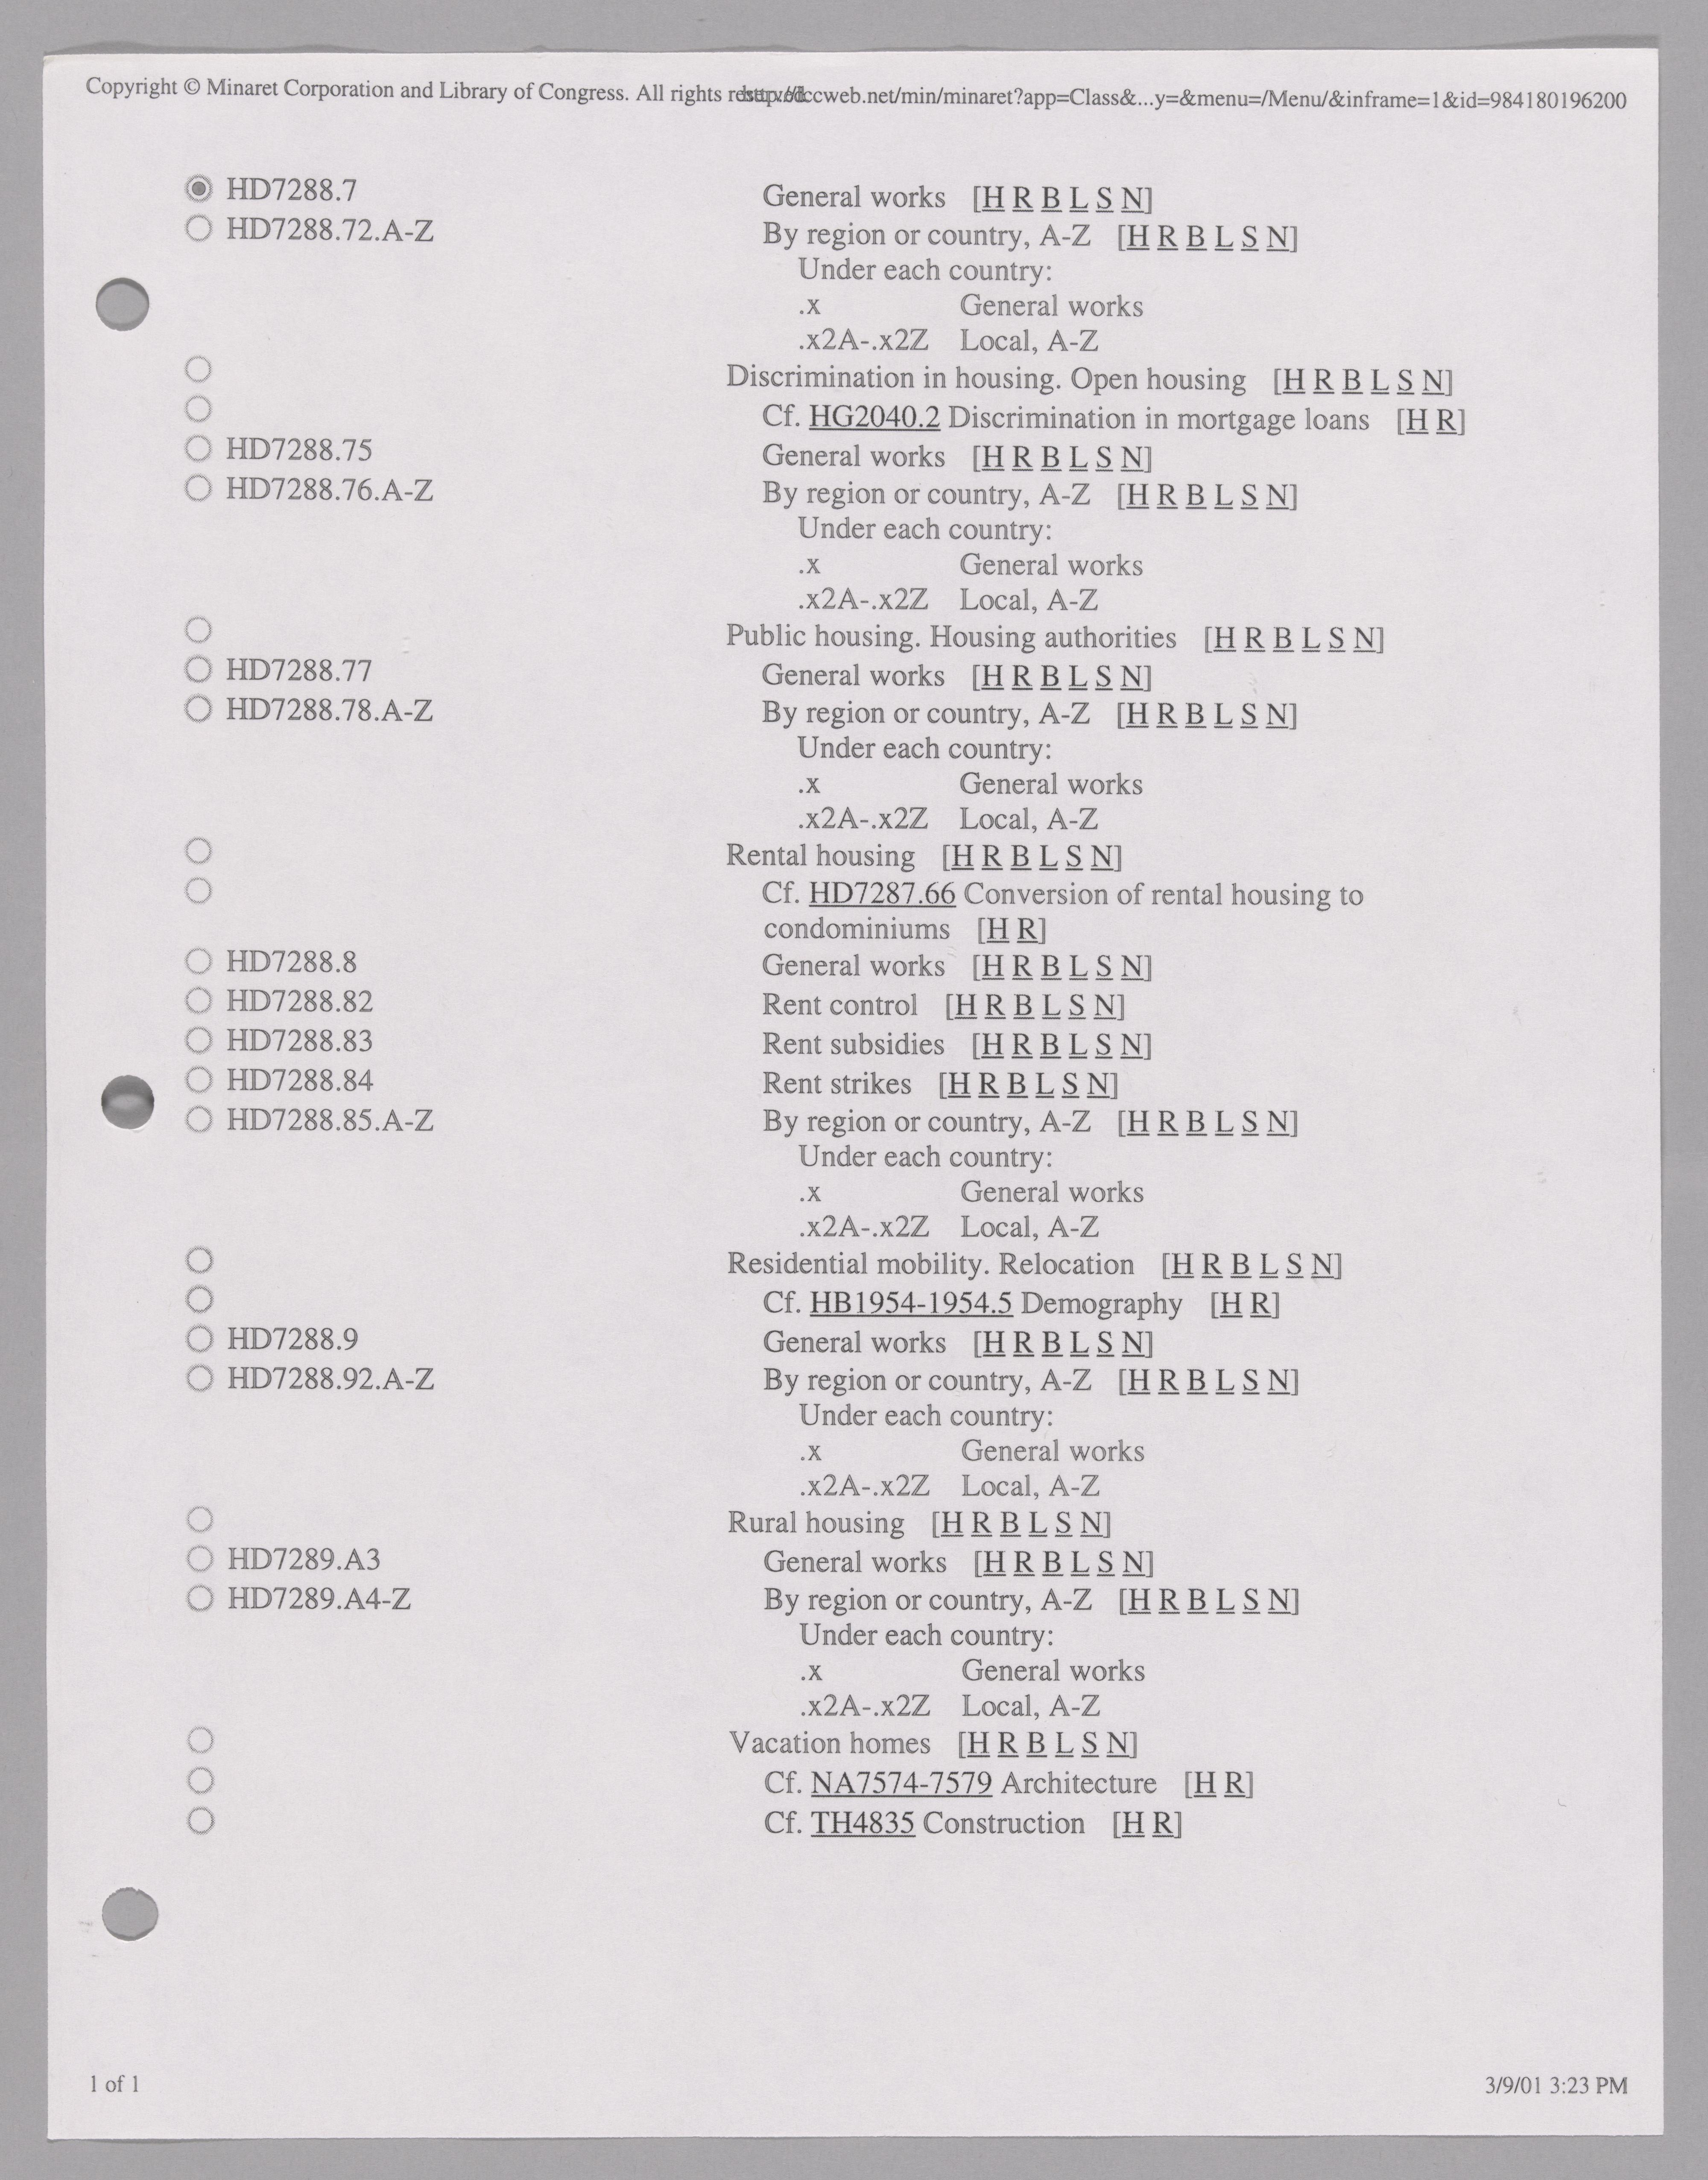 Copyright © Minaret Corporation and Library of Congress. All rights
lccweb.net/min/minaret?app=Class&...y=&menu=/Menu/&inframe=1&id=984180196200
HD7288.7 General works [H R B L S N]
HD7288.72.A-Z By region or country, A-Z [H R B L S N]
Under each country:
.x General works
.x2A-.x2Z Local, A-Z
Discrimination in housing. Open housing [H R B L S N]
Cf. HG2040.2 Discrimination in mortgage loans [H R]
HD7288.75 General works [H R B L S N]
HD7288.76.A-Z By region or country, A-Z [H R B L S N]
Under each country:
.x General works
.x2A-.x2Z Local, A-Z
Public housing. Housing authorities [H R B L S N]
HD7288.77 General works [H R B L S N]
HD7288.78.A-Z By region or country, A-Z [H R B L S N]
Under each country:
.x General works
.x2A-.x2Z Local, A-Z
Rental housing [H R B L S N]
Cf. HD7287.66 Conversion of rental housing to
condominiums [H R]
HD7288.8 General works [H R B L S N]
HD7288.82 Rent control [H R B L S N]
HD7288.83 Rent subsidies [H R B L S N]
HD7288.84 Rent strikes [H R B L S N]
HD7288.85.A-Z By region or country, A-Z [H R B L S N]
Under each country:
.x General works
.x2A-.x2Z Local, A-Z
Residential mobility. Relocation [H R B L S N]
Cf. HB1954-1954.5 Demography [H R]
HD7288.9 General works [H R B L S N]
HD7288.92.A-Z By region or country, A-Z [H R B L S N]
Under each country:
.x General works
.x2A-.x2Z Local, A-Z
Rural housing [H R B L S N]
HD7289.A3 General works [H R B L S N]
HD7289.A4-Z By region or country, A-Z [H R B L S N]
Under each country:
.x General works
.x2A-.x2Z Local, A-Z
Vacation homes [H R B L S N]
Cf. NA7574-7579 Architecture [H R]
Cf. TH4835 Construction [H R]
1 of 1
3/9/01 3:23 PM